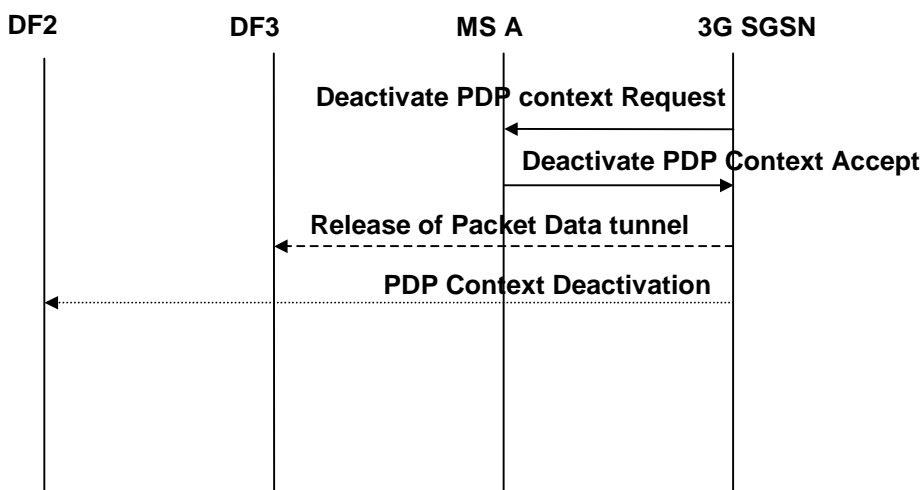 DF2 DF3 MS A 3G SGSN
Deactivate PDP context Request
Deactivate PDP Context Accept
Release of Packet Data tunnel
PDP Context Deactivation